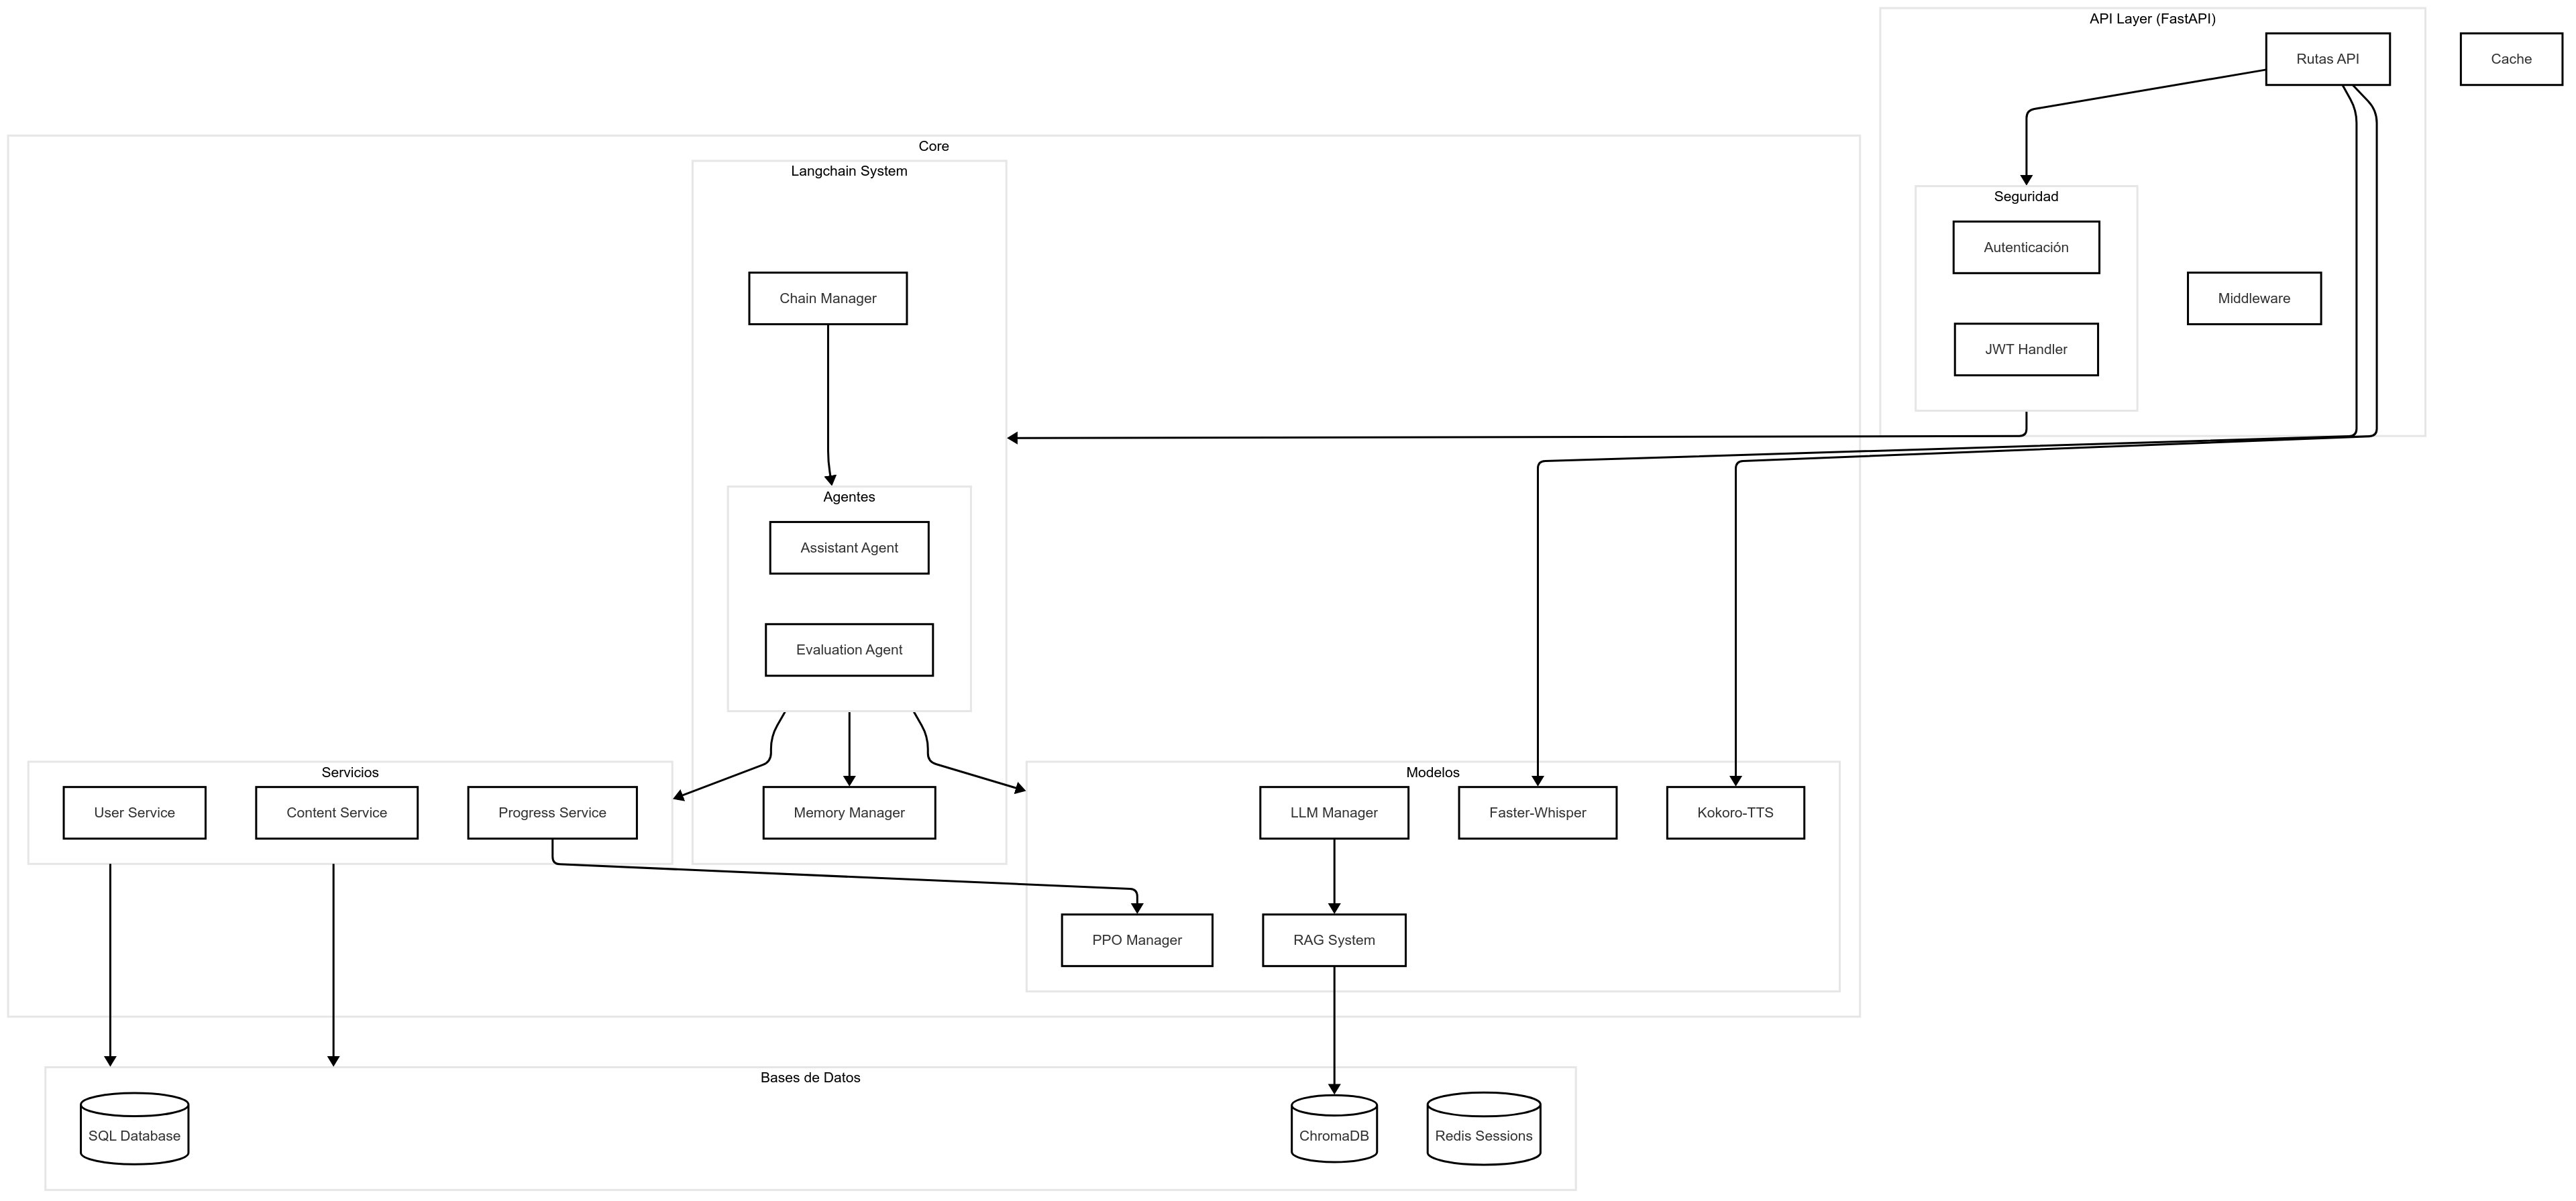 API Layer (FastAPI)
Rutas API
Cache
Core
Langchain System
Seguridad
Autenticación
Chain Manager
Middleware
JWT Handler
Agentes
Assistant Agent
Evaluation Agent
Servicios
Modelos
User Service
Content Service
Progress Service
Memory Manager
LLM Manager
Faster-Whisper
Kokoro-TTS
PPO Manager
RAG System
Bases de Datos
SQL Database
ChromaDB
Redis Sessions